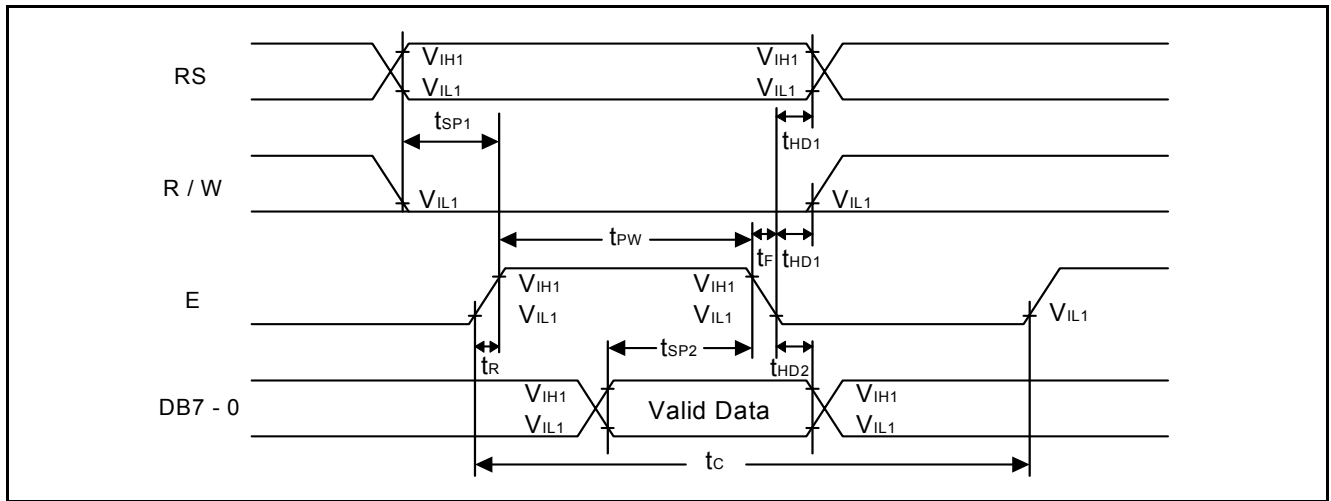 RS
VIH1
VIH1
VIL1
VIL1
tSP1
tHD1
R / W
VIL1
VIL1
tPW
tF
tHD1
E
VIH1
VIH1
VIL1
VIL1
VIL1
tSP2
tR
tHD2
DB7 - 0
VIH1
Valid Data
VIH1
VIL1
VIL1
tC